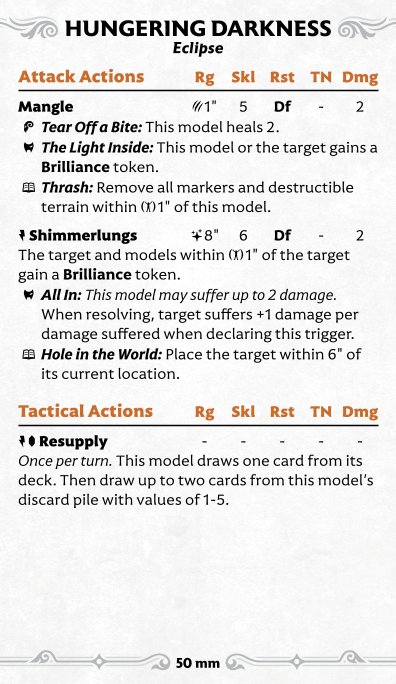 HUNGERING DARKNESS
Eclipse
Attack Actions Rg Skl Rst TN Dmg
Mangle 1" 5 Df - 2
Tear Off a Bite: This model heals 2.
The Light Inside: This model or the target gains a
Brilliance token.
Thrash: Remove all markers and destructible
terrain within 1" of this model.
Shimmerlungs 8" 6 Df - 2
The target and models within 1" of the target
gain a Brilliance token.
All In: This model may suffer up to 2 damage.
When resolving, target suffers +1 damage per
damage suffered when declaring this trigger.
Hole in the World: Place the target within 6" of
its current location.
Tactical Actions Rg Skl Rst TN Dmg
Resupply - - - - -
Once per turn. This model draws one card from its
deck. Then draw up to two cards from this model's
discard pile with values of 1-5.
50 mm